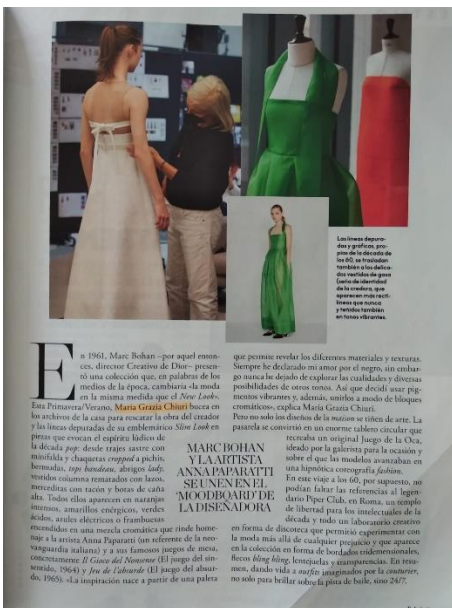 Las líneas depura-
das y gráficas, pro-
pias de la década de
los 60, se trasladan
también a los delica-
dos vestidos de gasa
(seña de identidad
de la creadora, que
aparecen más recti-
líneos que nunca
y teñidos también
en tonos vibrantes.
En 1961, Marc Bohan –por aquel enton-
ces, director Creativo de Dior– presen-
tó una colección que, en palabras de los
medios de la época, cambiaría «la moda
en la misma medida que el New Look».
Esta Primavera/Verano, Maria Grazia Chiuri bucea en
los archivos de la casa para rescatar la obra del creador
y las líneas depuradas de su emblemático Slim Look en
piezas que evocan el espíritu lúdico de
la década pop: desde trajes sastre con
minifalda y chaquetas cropped a pichis,
bermudas, tops bandeau, abrigos lady,
vestidos columna rematados con lazos,
merceditas con tacón y botas de caña
alta. Todos ellos aparecen en naranjas
intensos, amarillos enérgicos, verdes
ácidos, azules eléctricos o frambuesas
encendidos en una mezcla cromática que rinde home-
naje a la artista Anna Paparatti (un referente de la neo-
vanguardia italiana) y a sus famosos juegos de mesa,
concretamente Il Gioco del Nonsense (El juego del sin-
sentido, 1964) y Jeu de l'absurde (El juego del absur-
do, 1965). «La inspiración nace a partir de una paleta
MARC BOHAN
Y LA ARTISTA
ANNA PAPARATTI
SE UNEN EN EL
'MOODBOARD' DE
LA DISEÑADORA
que permite revelar los diferentes materiales y texturas.
Siempre he declarado mi amor por el negro, sin embar-
go nunca he dejado de explorar las cualidades y diversas
posibilidades de otros tonos. Así que decidí usar pig-
mentos vibrantes y, además, unirlos a modo de bloques
cromáticos», explica Maria Grazia Chiuri.
Pero no solo los diseños de la maison se tiñen de arte. La
pasarela se convirtió en un enorme tablero circular que
recreaba un original Juego de la Oca,
ideado por la galerista para la ocasión y
sobre el que las modelos avanzaban en
una hipnótica coreografía fashion.
En este viaje a los 60, por supuesto, no
podían faltar las referencias al legen-
dario Piper Club, en Roma, un templo
de libertad para los intelectuales de la
década y todo un laboratorio creativo
en forma de discoteca que permitió experimentar con
la moda más allá de cualquier prejuicio y que aparece
en la colección en forma de bordados tridimensionales,
flecos bling bling, lentejuelas y transparencias. En resu-
men, dando vida a outfits imaginados por la couturier,
no solo para brillar sobre la pista de baile, sino 24/7.